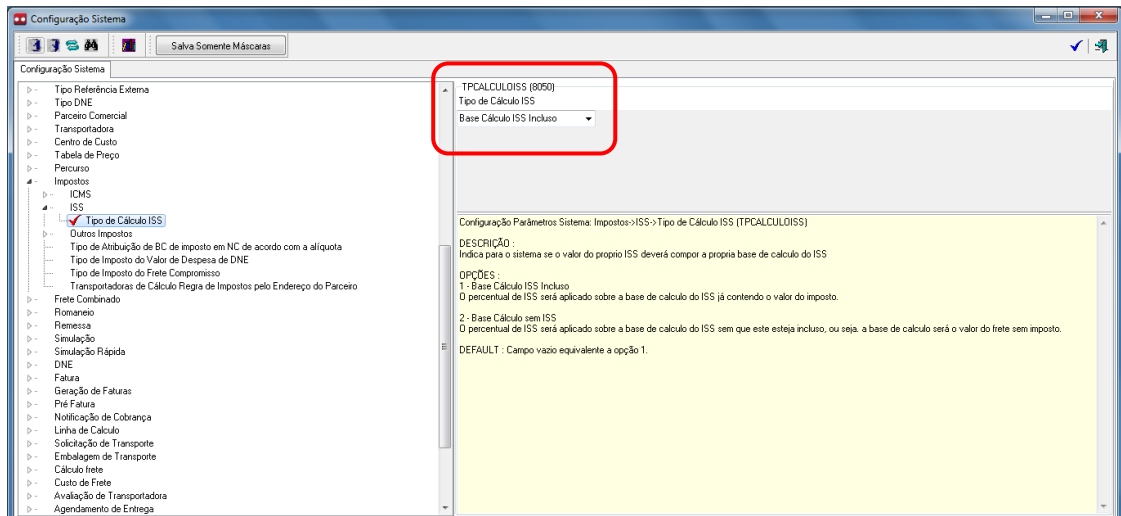 Configuração Sistema
Salva Somente Máscaras
Configuração Sistema
Tipo Referência Externa
Tipo DNE
Parceiro Comercial
Transportadora
Centro de Custo
Tabela de Preço
Percurso
Impostos
ICMS
ISS
Tipo de Cálculo ISS
Outros Impostos
Tipo de Atribuição de BC de imposto em NC de acordo com a alíquota
Tipo de Imposto do Valor de Despesa de DNE
Tipo de Imposto do Frete Compromisso
Transportadoras de Cálculo Regra de Impostos pelo Endereço do Parceiro
Frete Combinado
Romaneio
Remessa
Simulação
Simulação Rápida
DNE
Fatura
Geração de Faturas
Pré Fatura
Notificação de Cobrança
Linha de Calculo
Solicitação de Transporte
Embalagem de Transporte
Cálculo frete
Custo de Frete
Avaliação de Transportadora
Agendamento de Entrega
TPCALCULOISS (8050)
Tipo de Cálculo ISS
Base Cálculo ISS Incluso
Configuração Parâmetros Sistema: Impostos->ISS->Tipo de Cálculo ISS (TPCALCULOISS)
DESCRIÇÃO :
Indica para o sistema se o valor do proprio ISS deverá compor a propria base de calculo do ISS
OPÇÕES :
1 - Base Cálculo ISS Incluso
O percentual de ISS será aplicado sobre a base de calculo do ISS já contendo o valor do imposto.
2 - Base Cálculo sem ISS
O percentual de ISS será aplicado sobre a base de calculo do ISS sem que este esteja incluso, ou seja. a base de calculo será o valor do frete sem imposto.
DEFAULT : Campo vazio equivalente a opção 1.